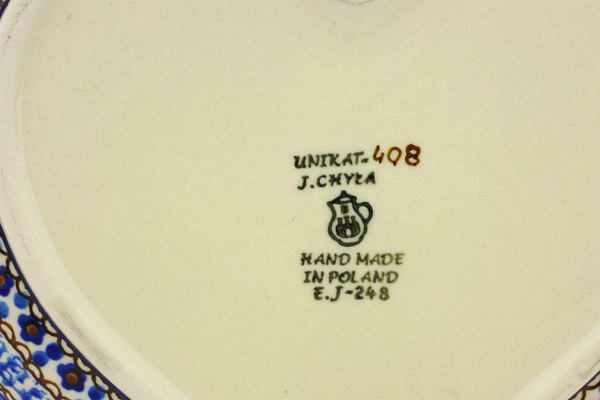 UNIKAT-408
J.CHYŁA
HAND MADE
IN POLAND
E.J-248